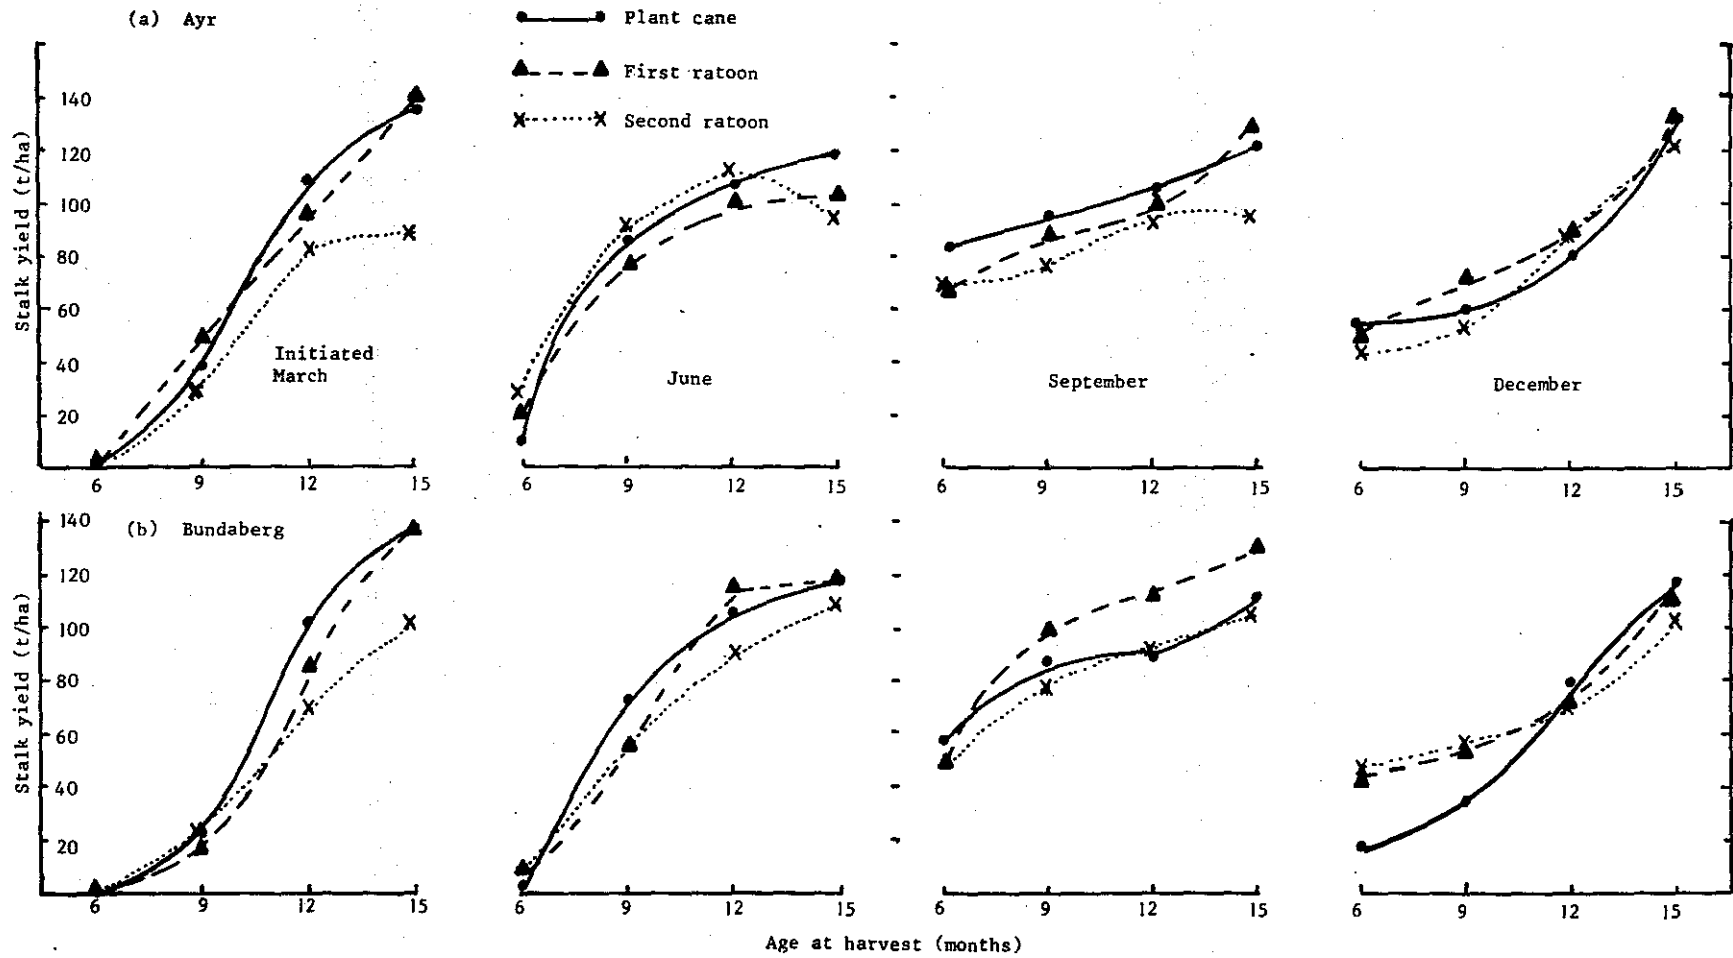 (a) Ayr
Plant cane
First ratoon
Second ratoon
Stalk yield (t/ha)
140
120
100
80
60
40
20
Initiated
March
June
September
December
6 9 12 15
6 9 12 15
6 9 12 15
6 9 12 15
(b) Bundaberg
Stalk yield (t/ha)
140
120
100
80
60
40
20
6 9 12 15
6 9 12 15
6 9 12 15
6 9 12 15
Age at harvest (months)